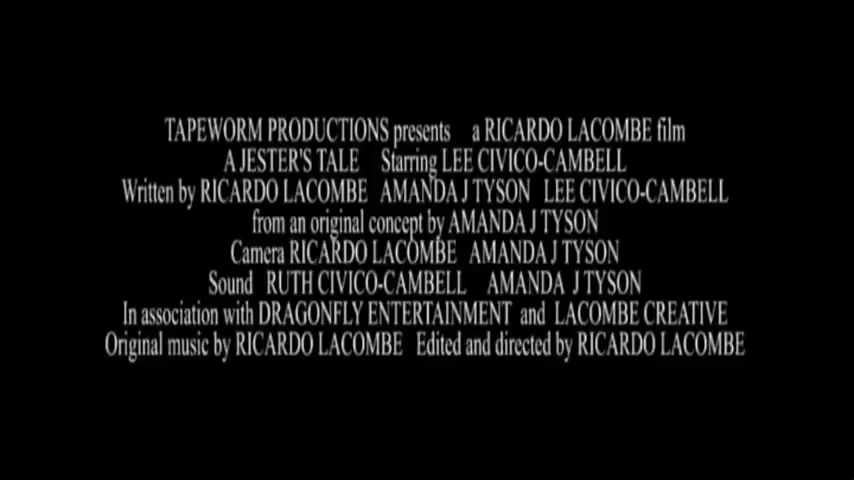 TAPEWORM PRODUCTIONS presents a RICARDO LACOMBE film
A JESTER'S TALE Starring LEE CIVICO-CAMBELL
Written by RICARDO LACOMBE AMANDA J TYSON LEE CIVICO-CAMBELL
from an original concept by AMANDA J TYSON
Camera RICARDO LACOMBE AMANDA J TYSON
Sound RUTH CIVICO-CAMBELL AMANDA J TYSON
In association with DRAGONFLY ENTERTAINMENT and LACOMBE CREATIVE
Original music by RICARDO LACOMBE Edited and directed by RICARDO LACOMBE